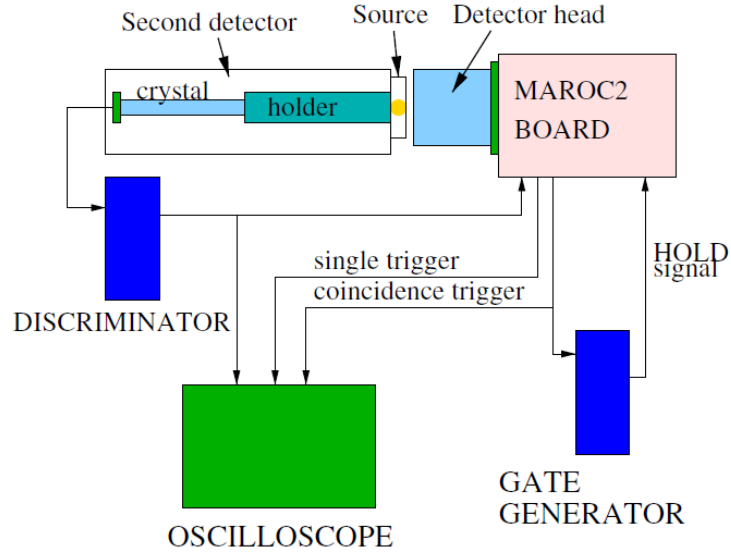 Second detector
Source
Detector head
crystal
holder
MAROC2
BOARD
single trigger
coincidence trigger
HOLD
signal
DISCRIMINATOR
GATE
GENERATOR
OSCILLOSCOPE